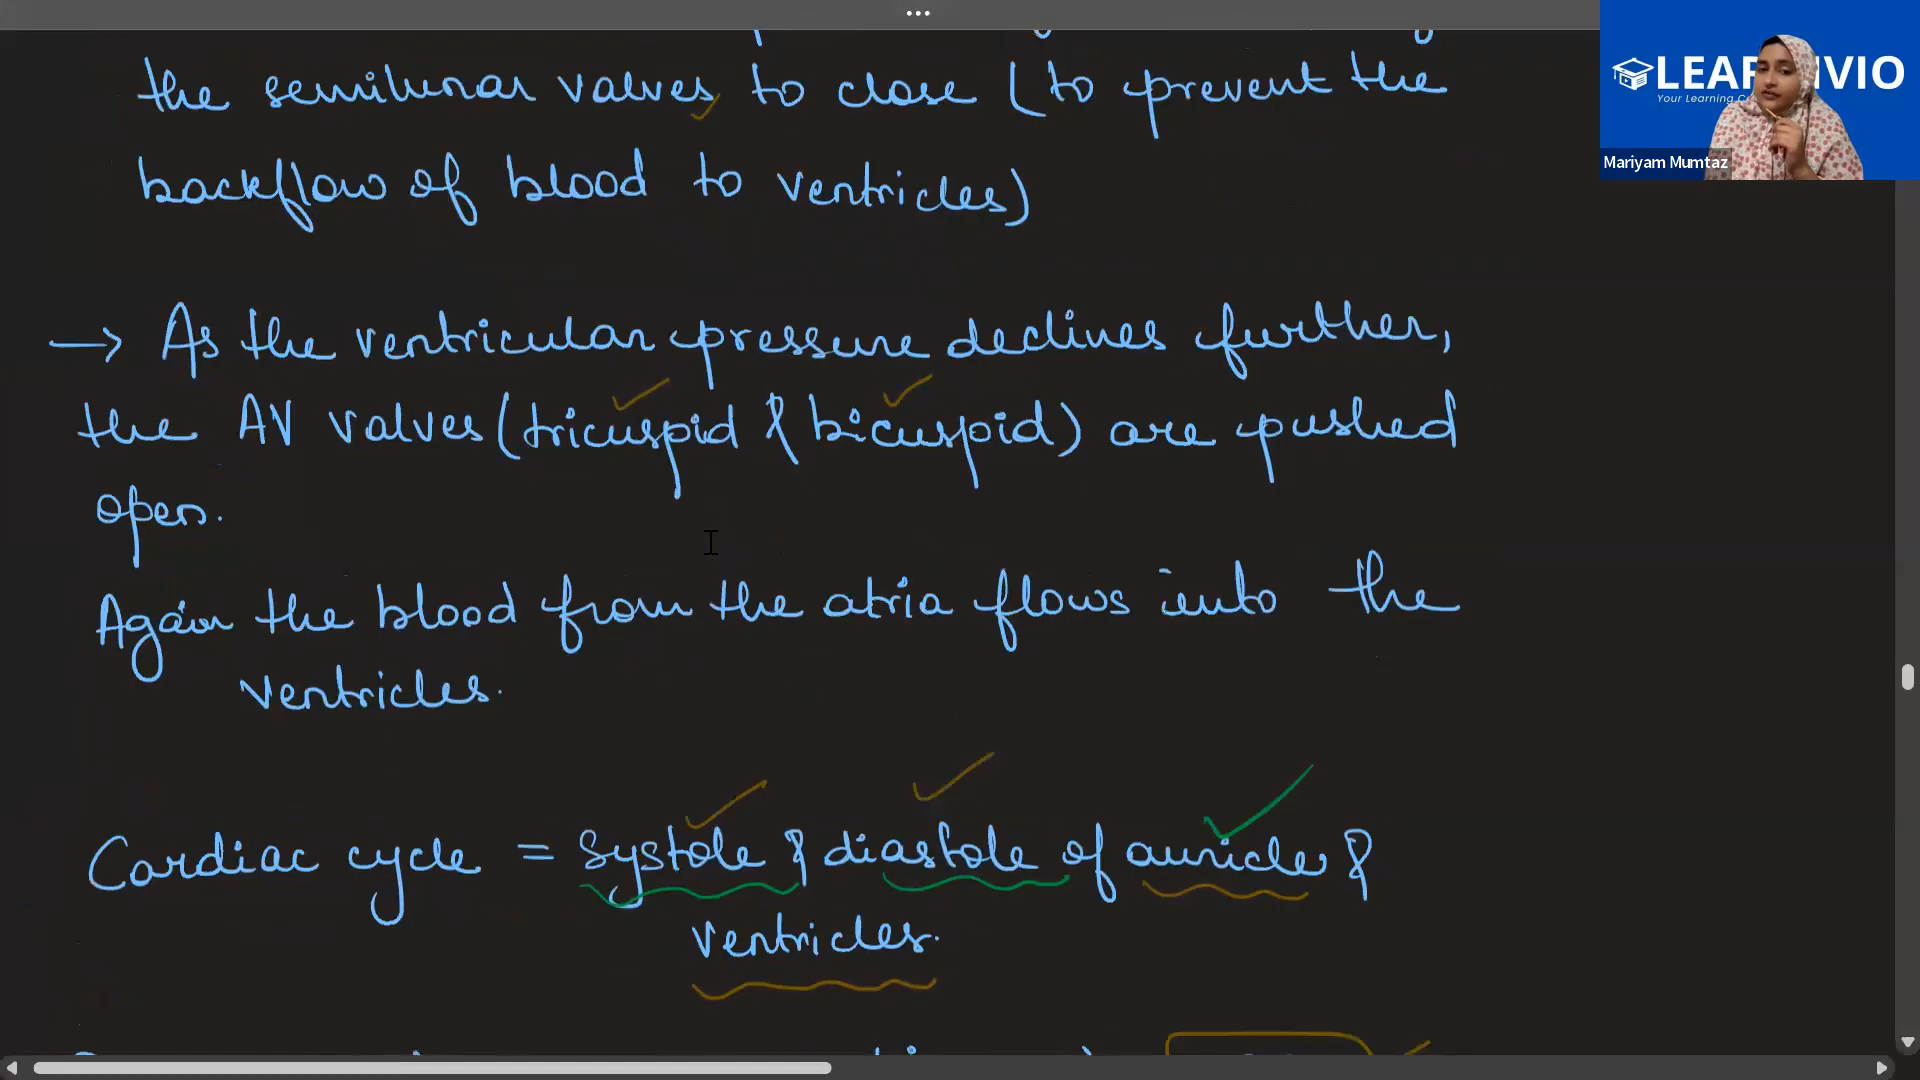 the semilunar valves to close (to prevent the
backflow of blood to ventricles)
→ As the ventricular pressure declines further,
the AV valves (tricuspid & bicuspid) are pushed
open.
Again the blood from the atria flows into the
ventricles.
Cardiac cycle = systole & diastole of auricles &
ventricles.
LEAR VIO
Your Learning C
Mariyam Mumtaz